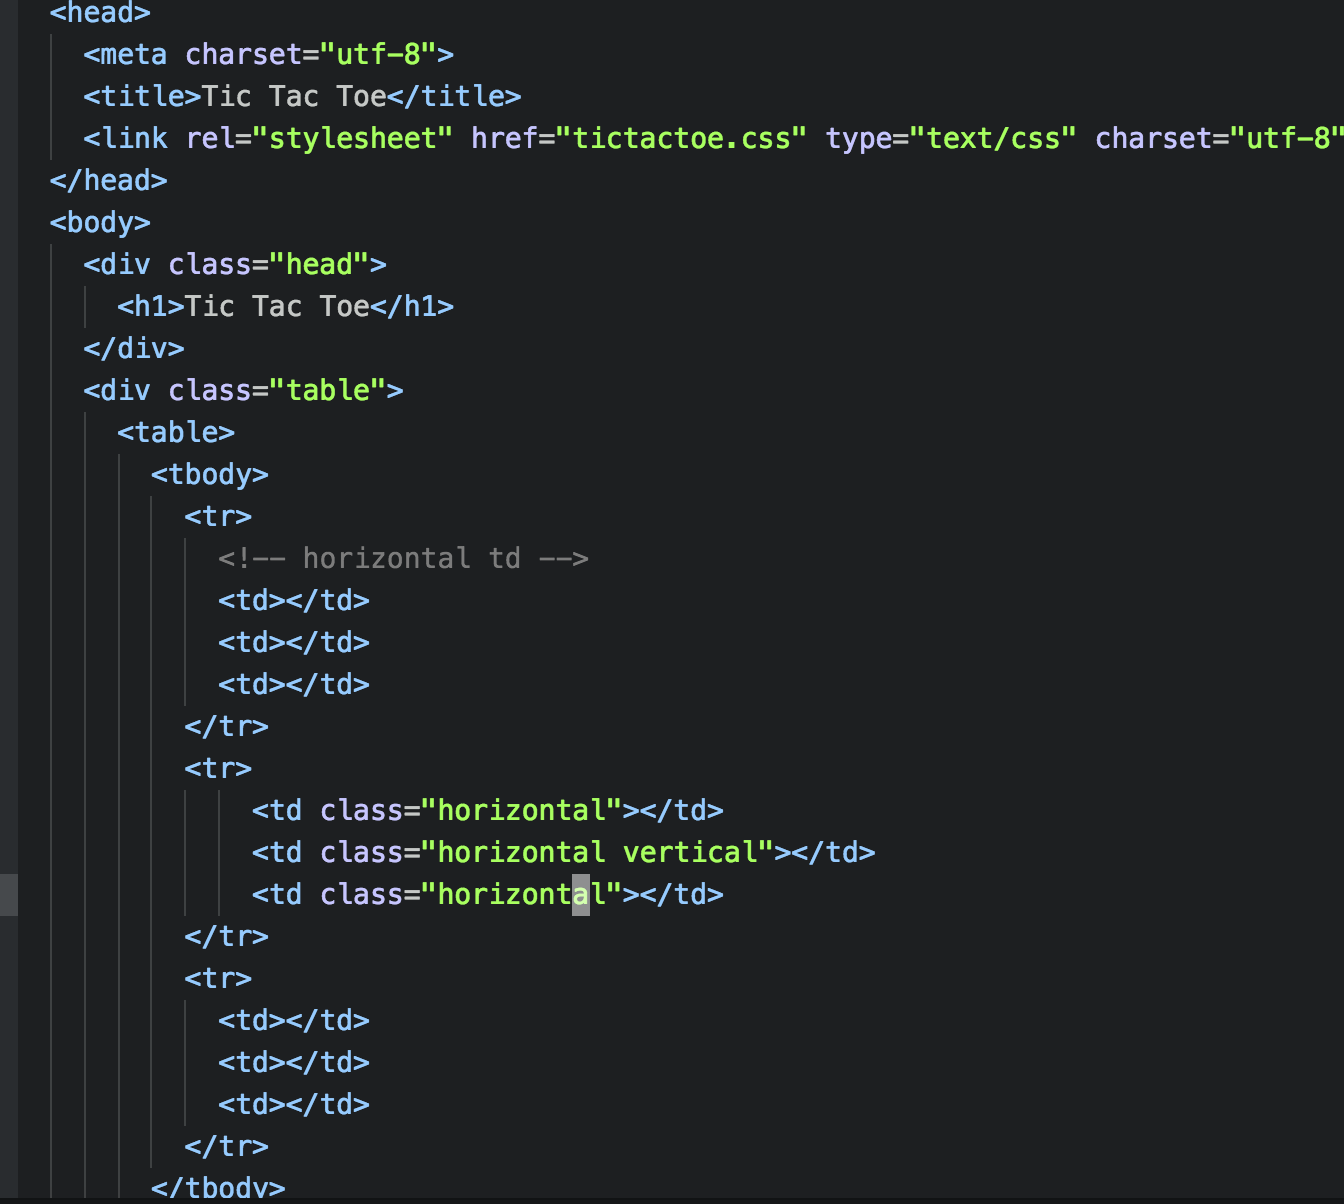 <head>
<meta charset="utf-8">
<title>Tic Tac Toe</title>
<link rel="stylesheet" href="tictactoe.css" type="text/css" charset="utf-8"
</head>
<body>
<div class="head">
<h1>Tic Tac Toe</h1>
</div>
<div class="table">
<table>
<tbody>
<tr>
<!-- horizontal td -->
<td></td>
<td></td>
<td></td>
</tr>
<tr>
<td class="horizontal"></td>
<td class="horizontal vertical"></td>
<td class="horizontal"></td>
</tr>
<tr>
<td></td>
<td></td>
<td></td>
</tr>
</tbody>